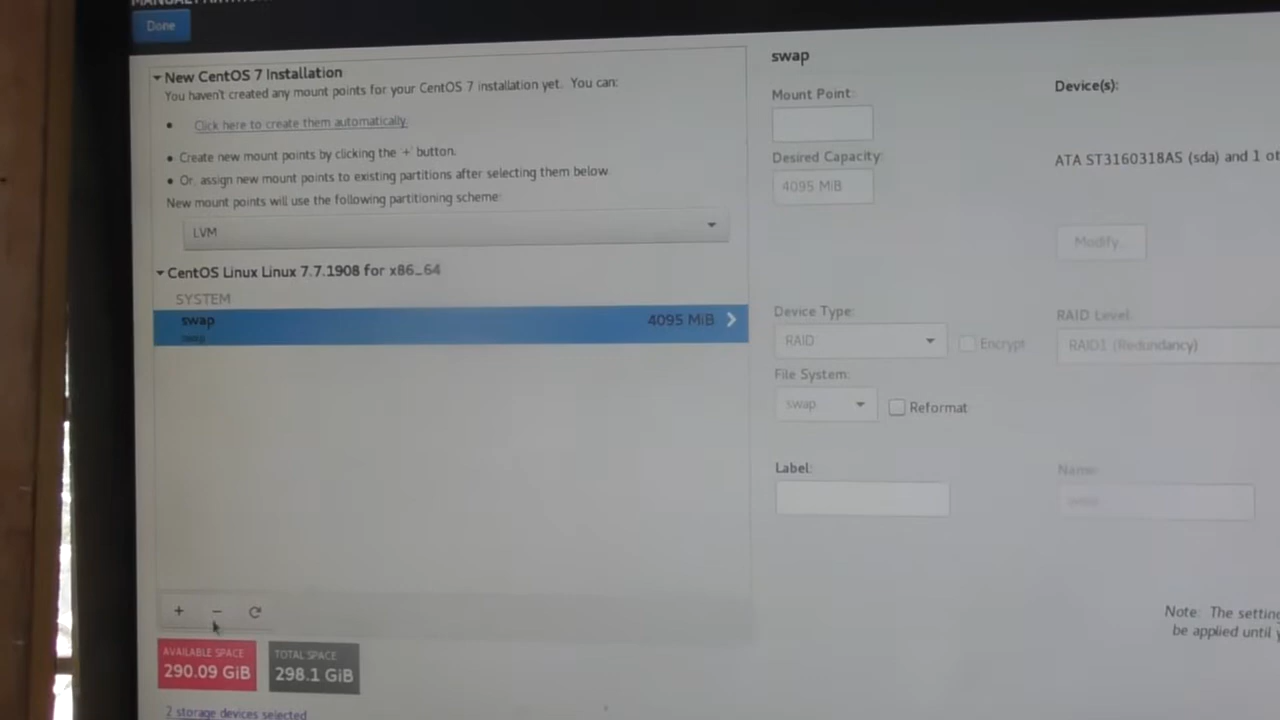 Done
New CentOS 7 Installation
You haven't created any mount points for your CentOS 7 installation yet. You can:
• Click here to create them automatically.
• Create new mount points by clicking the '+' button.
• Or, assign new mount points to existing partitions after selecting them below.
New mount points will use the following partitioning scheme:
LVM
CentOS Linux Linux 7.7.1908 for x86_64
SYSTEM
swap 4095 MiB
swap
+ −
AVAILABLE SPACE
290.09 GiB
TOTAL SPACE
298.1 GiB
2 storage devices selected
swap
Mount Point:
Device(s):
Desired Capacity:
4095 MiB
ATA ST3160318AS (sda) and 1 ot
Modify...
Device Type:
RAID
Encrypt
RAID Level:
RAID1 (Redundancy)
File System:
swap
Reformat
Label:
Name:
swap
Note: The setting
be applied until y